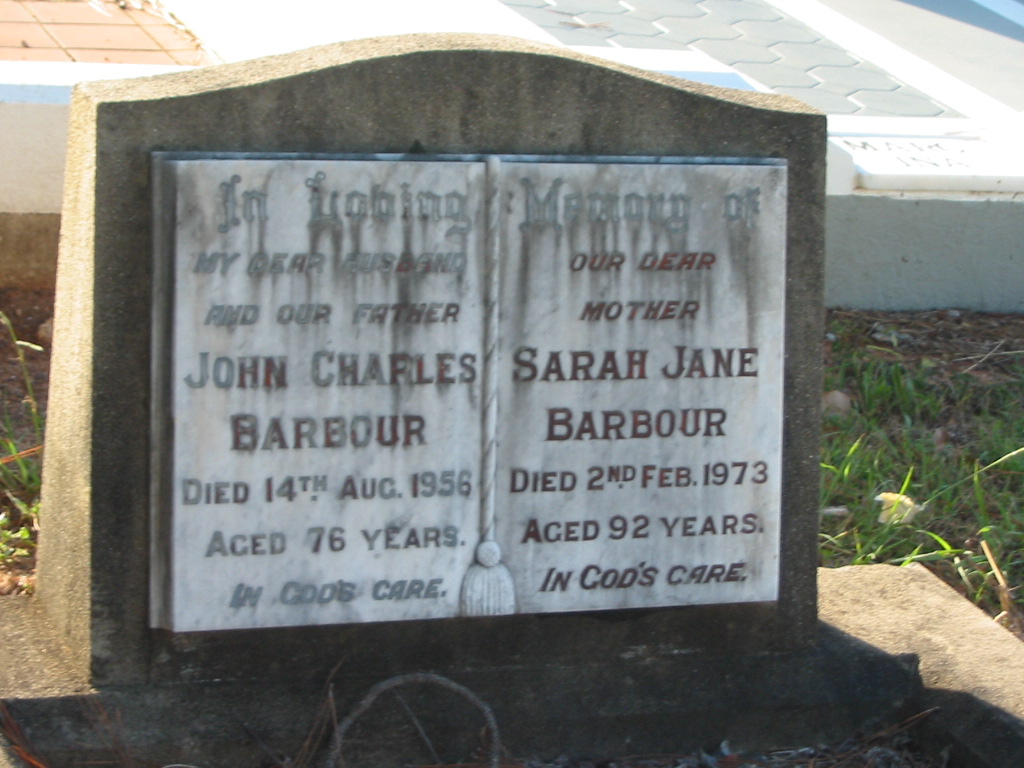 In Loving Memory of
MY DEAR HUSBAND
AND OUR FATHER
JOHN CHARLES
BARBOUR
DIED 14TH AUG. 1956
AGED 76 YEARS.
IN GOD'S CARE.
OUR DEAR
MOTHER
SARAH JANE
BARBOUR
DIED 2ND FEB. 1973
AGED 92 YEARS.
IN GOD'S CARE.